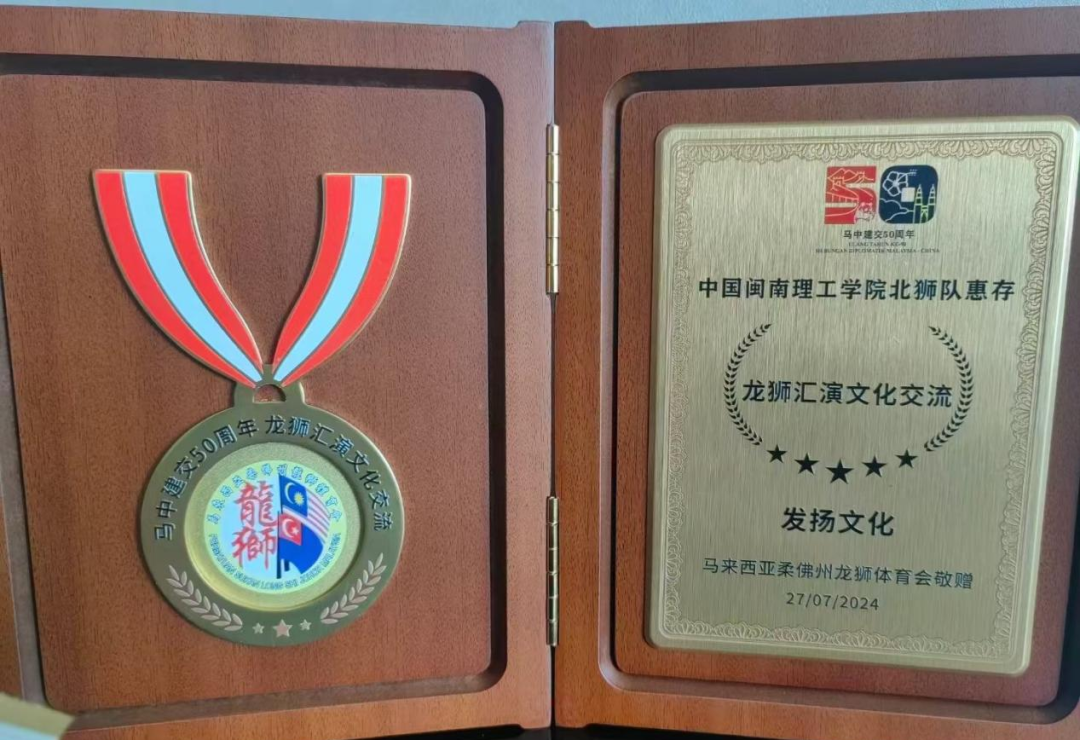 马中建交50周年 龙狮汇演文化交流
龍獅
50
马中建交50周年
中国闽南理工学院北狮队惠存
龙狮汇演文化交流
发扬文化
马来西亚柔佛州龙狮体育会敬赠
27/07/2024